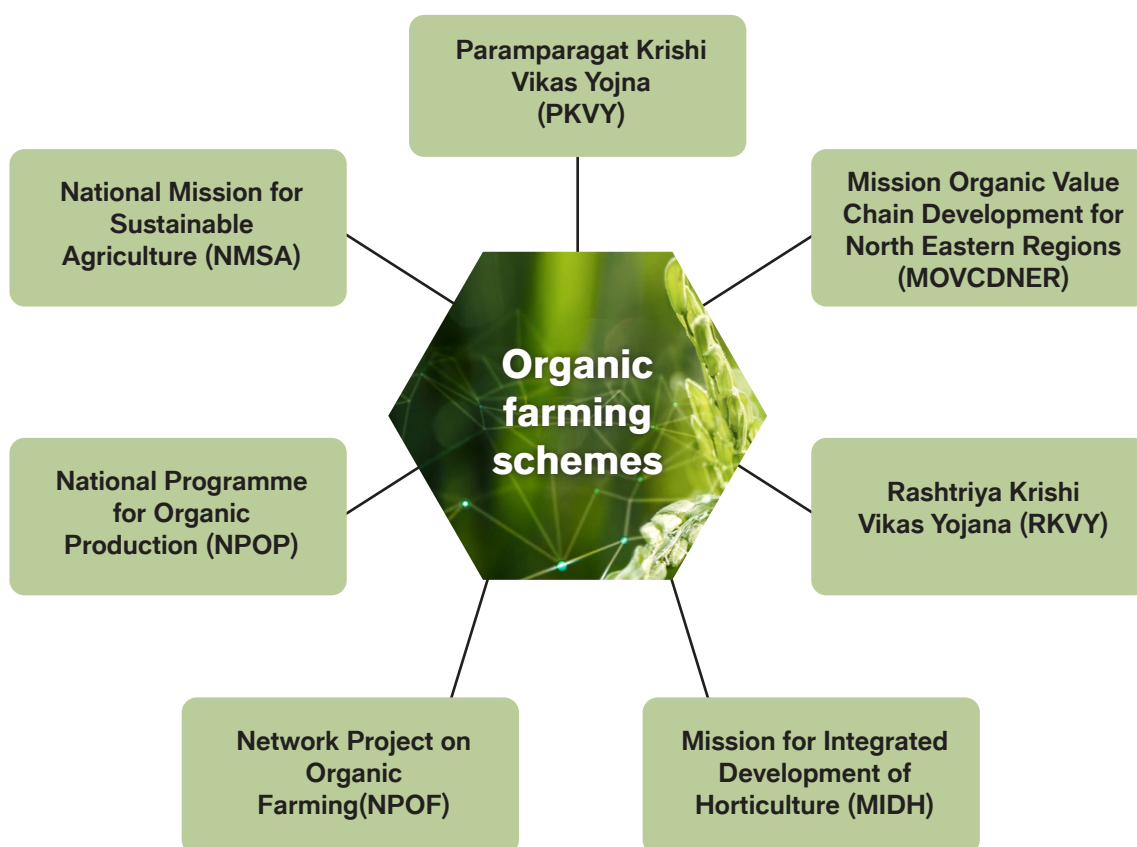 Paramparagat Krishi
Vikas Yojna
(PKVY)
National Mission for
Sustainable
Agriculture (NMSA)
Mission Organic Value
Chain Development for
North Eastern Regions
(MOVCDNER)
Organic
farming
schemes
National Programme
for Organic
Production (NPOP)
Rashtriya Krishi
Vikas Yojana (RKVY)
Network Project on
Organic
Farming(NPOF)
Mission for Integrated
Development of
Horticulture (MIDH)